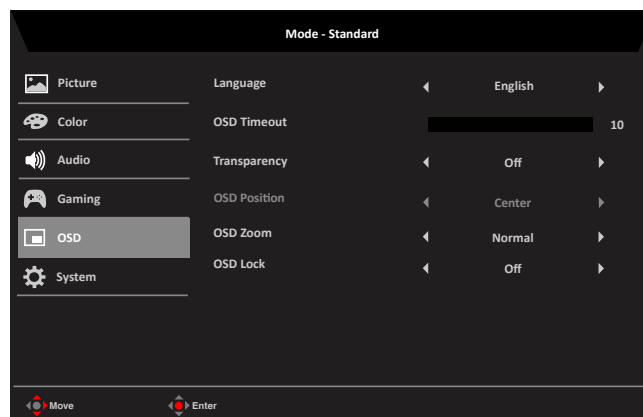 Mode - Standard
Picture
Color
Audio
Gaming
OSD
System
Language English
OSD Timeout 10
Transparency Off
OSD Position Center
OSD Zoom Normal
OSD Lock Off
Move Enter